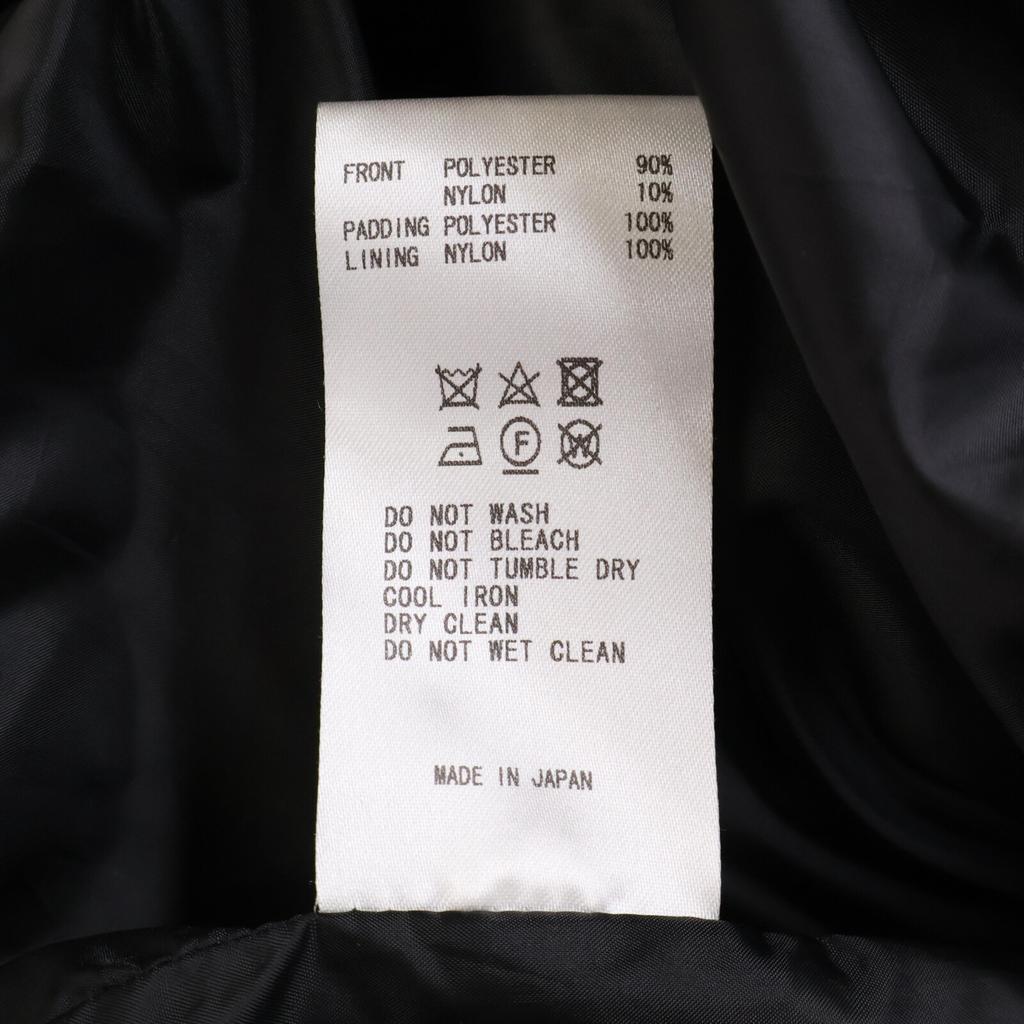 FRONT POLYESTER 90%
NYLON 10%
PADDING POLYESTER 100%
LINING NYLON 100%
F W
DO NOT WASH
DO NOT BLEACH
DO NOT TUMBLE DRY
COOL IRON
DRY CLEAN
DO NOT WET CLEAN
MADE IN JAPAN